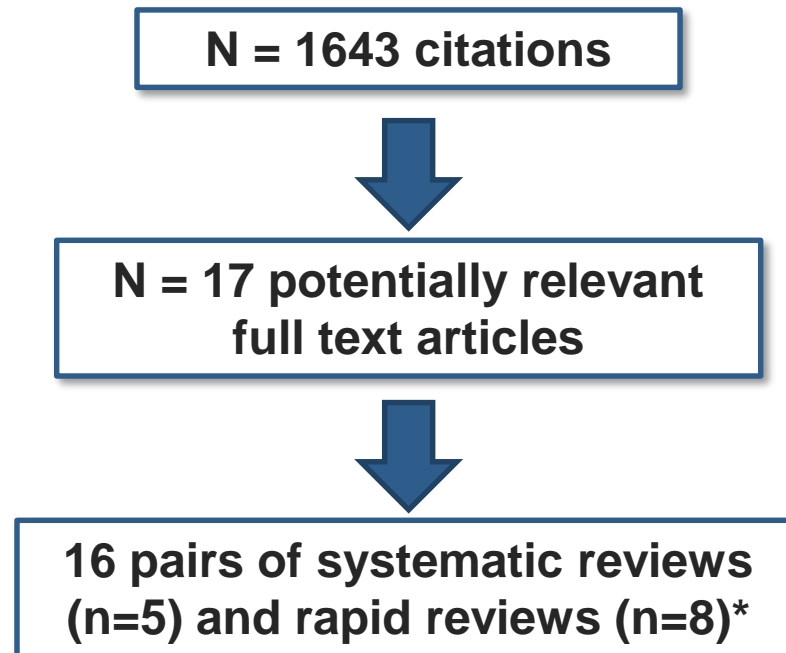 N = 1643 citations
N = 17 potentially relevant
full text articles
16 pairs of systematic reviews
(n=5) and rapid reviews (n=8)*